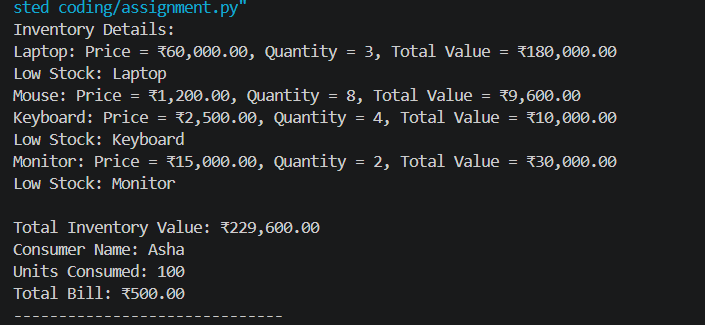 sted coding/assignment.py"
Inventory Details:
Laptop: Price = ₹60,000.00, Quantity = 3, Total Value = ₹180,000.00
Low Stock: Laptop
Mouse: Price = ₹1,200.00, Quantity = 8, Total Value = ₹9,600.00
Keyboard: Price = ₹2,500.00, Quantity = 4, Total Value = ₹10,000.00
Low Stock: Keyboard
Monitor: Price = ₹15,000.00, Quantity = 2, Total Value = ₹30,000.00
Low Stock: Monitor

Total Inventory Value: ₹229,600.00
Consumer Name: Asha
Units Consumed: 100
Total Bill: ₹500.00
------------------------------